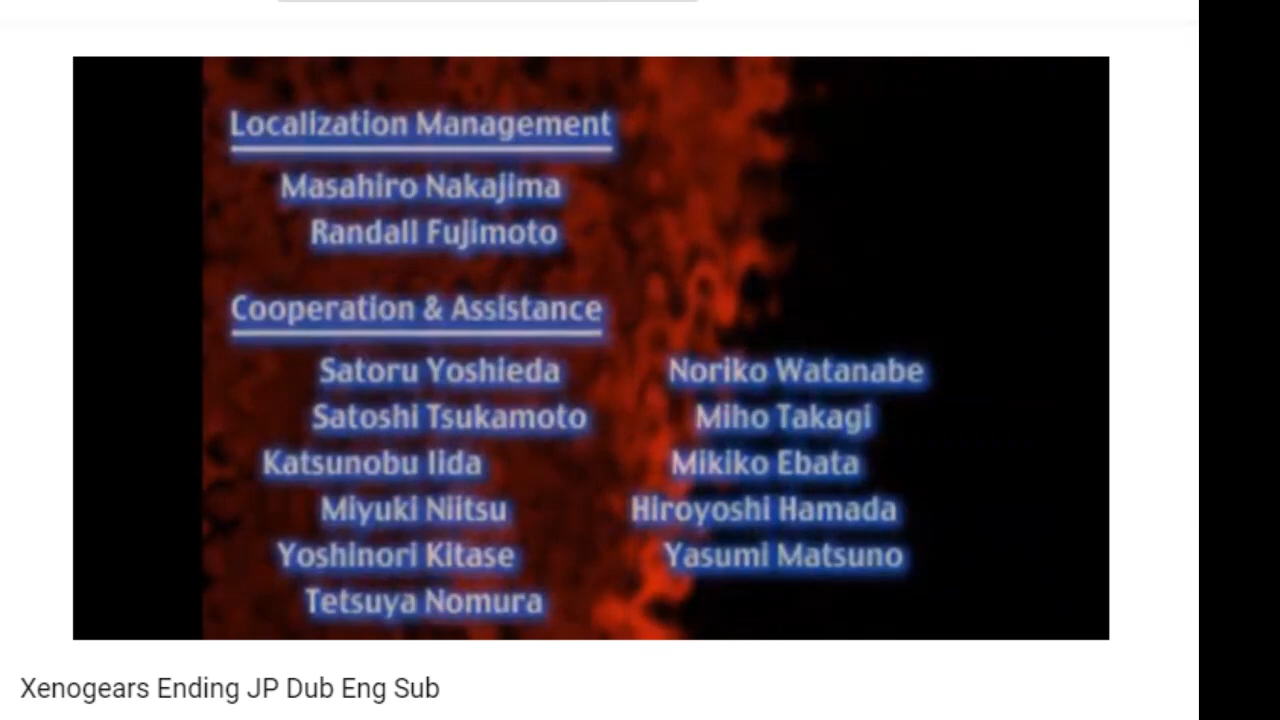 Localization Management
Masahiro Nakajima
Randall Fujimoto
Cooperation & Assistance
Satoru Yoshieda
Noriko Watanabe
Satoshi Tsukamoto
Miho Takagi
Katsunobu Iida
Mikiko Ebata
Miyuki Niitsu
Hiroyoshi Hamada
Yoshinori Kitase
Yasumi Matsuno
Tetsuya Nomura
Xenogears Ending JP Dub Eng Sub